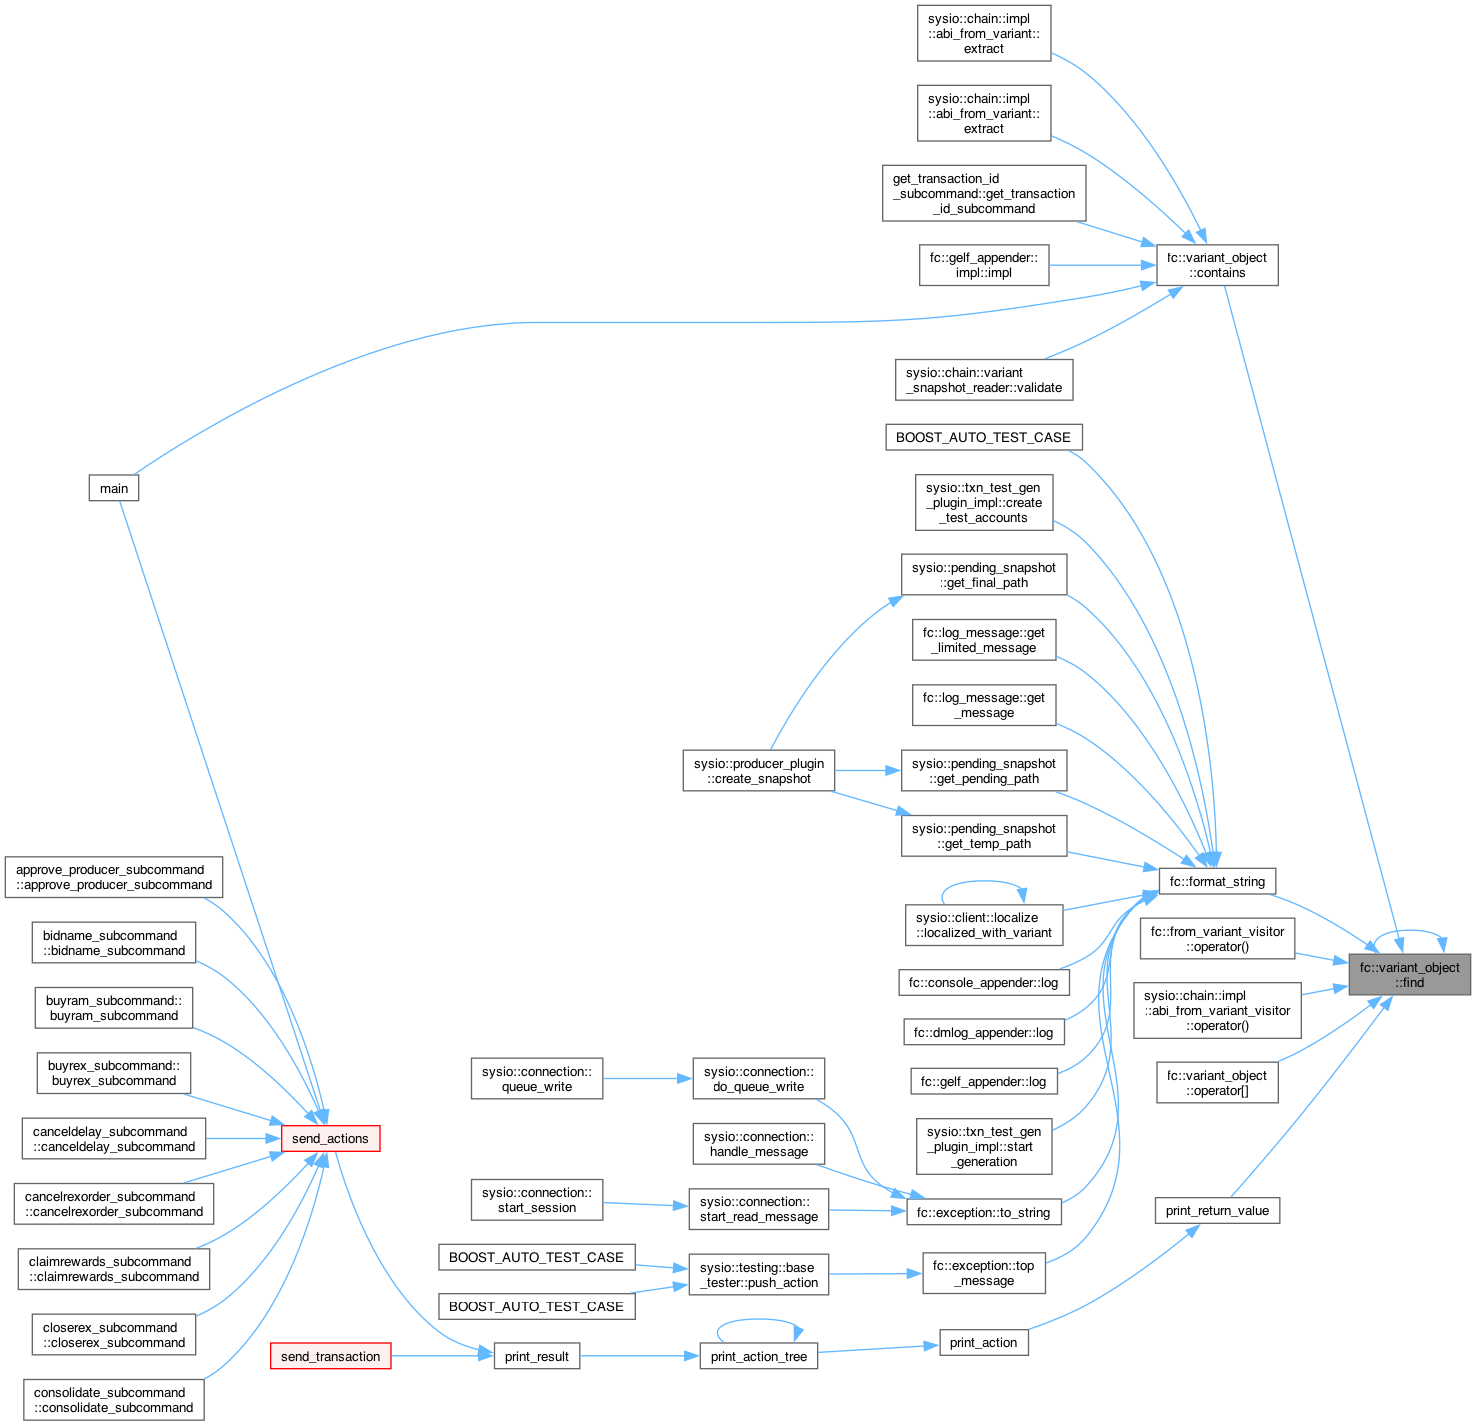 sysio::chain::impl
::abi_from_variant::
extract
sysio::chain::impl
::abi_from_variant::
extract
get_transaction_id
_subcommand::get_transaction
_id_subcommand
fc::gelf_appender::
impl::impl
fc::variant_object
::contains
sysio::chain::variant
_snapshot_reader::validate
BOOST_AUTO_TEST_CASE
main
sysio::txn_test_gen
_plugin_impl::create
_test_accounts
sysio::pending_snapshot
::get_final_path
fc::log_message::get
_limited_message
fc::log_message::get
_message
sysio::producer_plugin
::create_snapshot
sysio::pending_snapshot
::get_pending_path
sysio::pending_snapshot
::get_temp_path
fc::format_string
approve_producer_subcommand
::approve_producer_subcommand
sysio::client::localize
::localized_with_variant
bidname_subcommand
::bidname_subcommand
fc::from_variant_visitor
::operator()
fc::variant_object
::find
fc::console_appender::log
buyram_subcommand::
buyram_subcommand
sysio::chain::impl
::abi_from_variant_visitor
::operator()
fc::dmlog_appender::log
buyrex_subcommand::
buyrex_subcommand
sysio::connection::
queue_write
sysio::connection::
do_queue_write
fc::gelf_appender::log
fc::variant_object
::operator[]
canceldelay_subcommand
::canceldelay_subcommand
send_actions
sysio::connection::
handle_message
sysio::txn_test_gen
_plugin_impl::start
_generation
cancelrexorder_subcommand
::cancelrexorder_subcommand
sysio::connection::
start_session
sysio::connection::
start_read_message
fc::exception::to_string
print_return_value
claimrewards_subcommand
::claimrewards_subcommand
BOOST_AUTO_TEST_CASE
sysio::testing::base
_tester::push_action
fc::exception::top
_message
BOOST_AUTO_TEST_CASE
closerex_subcommand
::closerex_subcommand
send_transaction
print_result
print_action_tree
print_action
consolidate_subcommand
::consolidate_subcommand